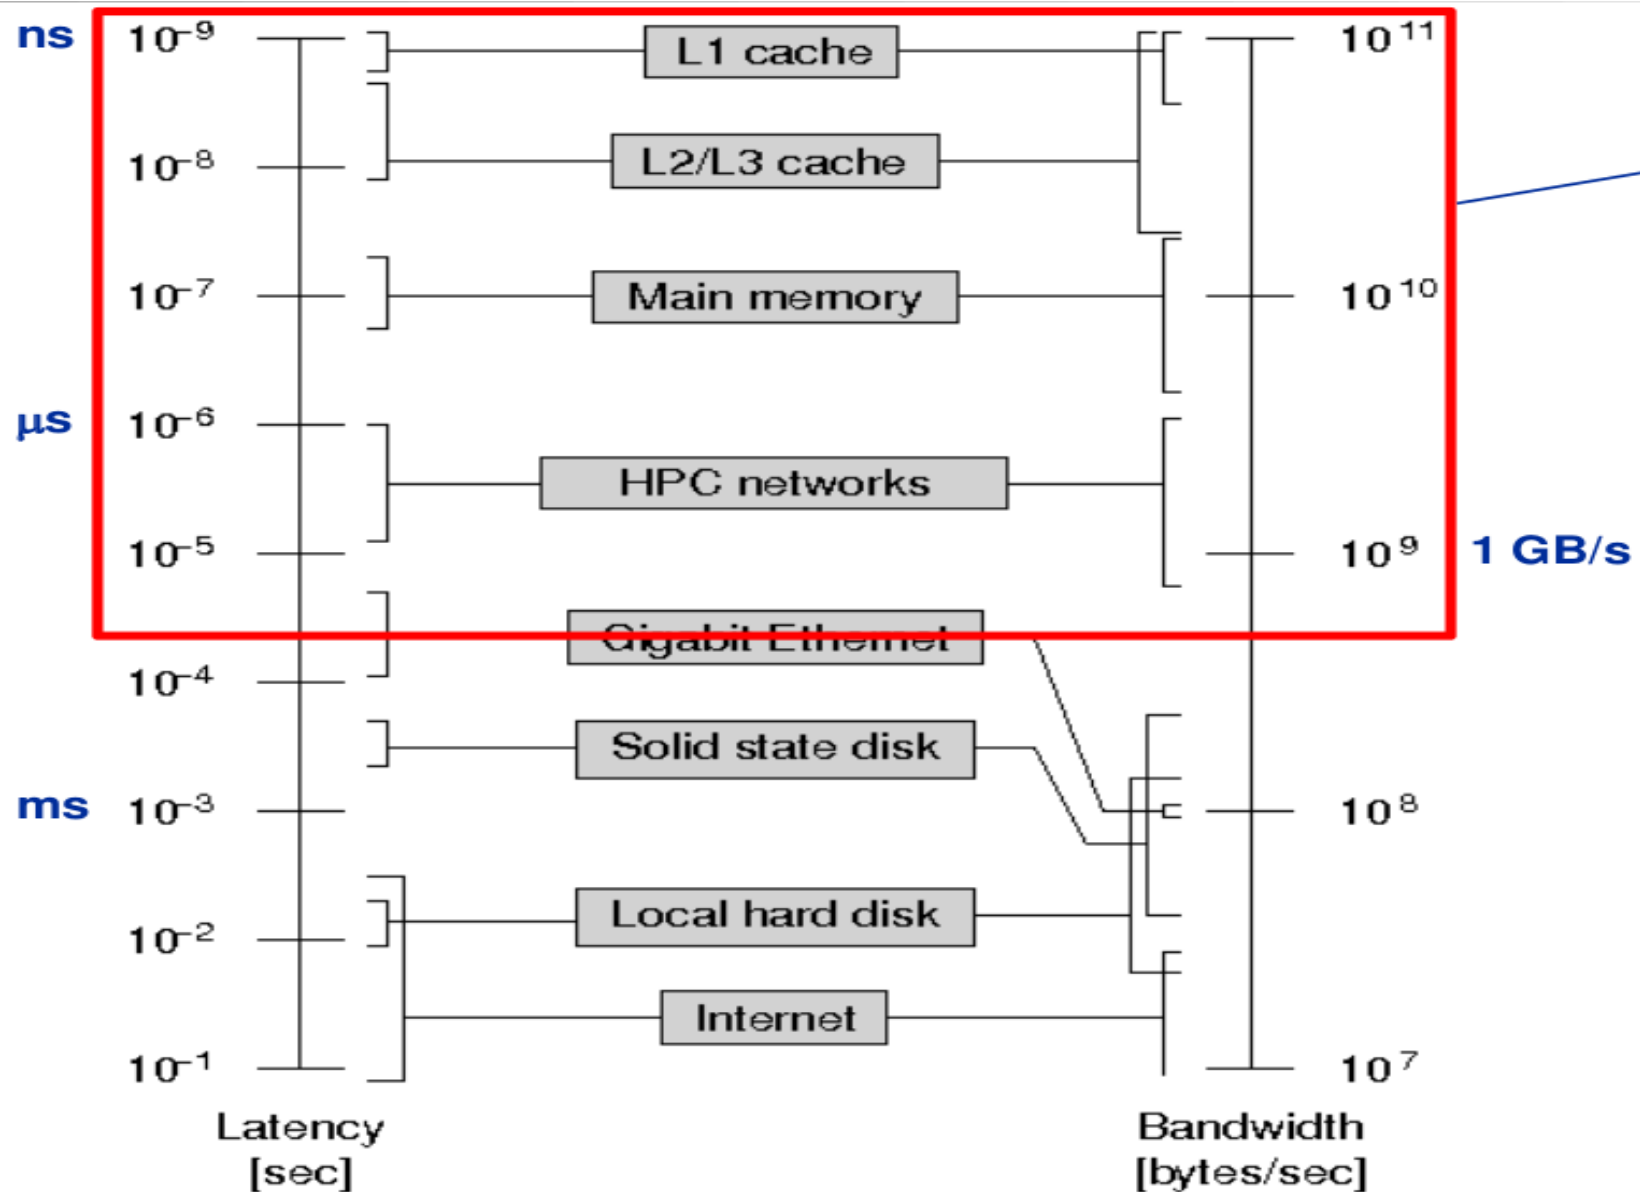 ns 10⁻⁹ L1 cache 10¹¹
10⁻⁸ L2/L3 cache
10⁻⁷ Main memory 10¹⁰
μs 10⁻⁶
HPC networks
10⁻⁵ 10⁹ 1 GB/s
Gigabit Ethernet
10⁻⁴
Solid state disk
ms 10⁻³ 10⁸
Local hard disk
10⁻²
Internet
10⁻¹ 10⁷
Latency Bandwidth
[sec] [bytes/sec]